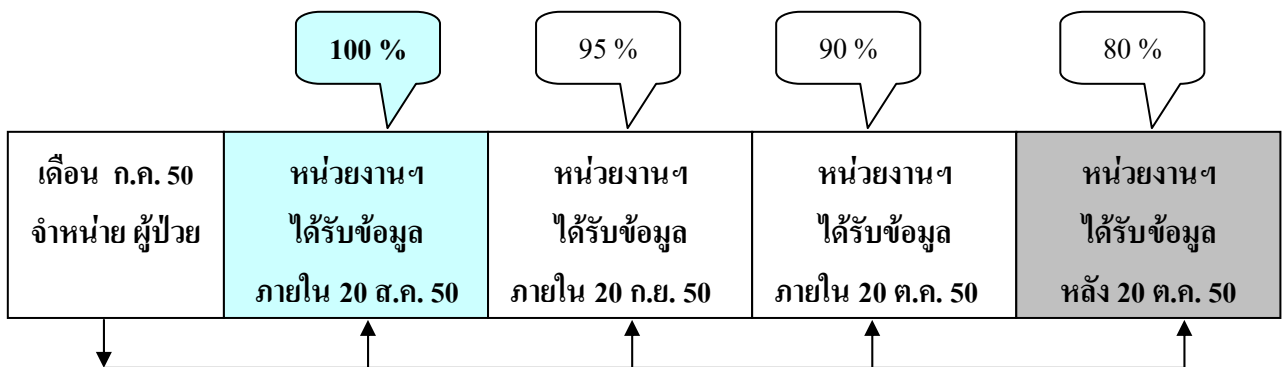 100 %
95 %
90 %
80 %
เดือน ก.ค. 50
จำหน่าย ผู้ป่วย
หน่วยงานฯ
ได้รับข้อมูล
ภายใน 20 ส.ค. 50
หน่วยงานฯ
ได้รับข้อมูล
ภายใน 20 ก.ย. 50
หน่วยงานฯ
ได้รับข้อมูล
ภายใน 20 ต.ค. 50
หน่วยงานฯ
ได้รับข้อมูล
หลัง 20 ต.ค. 50